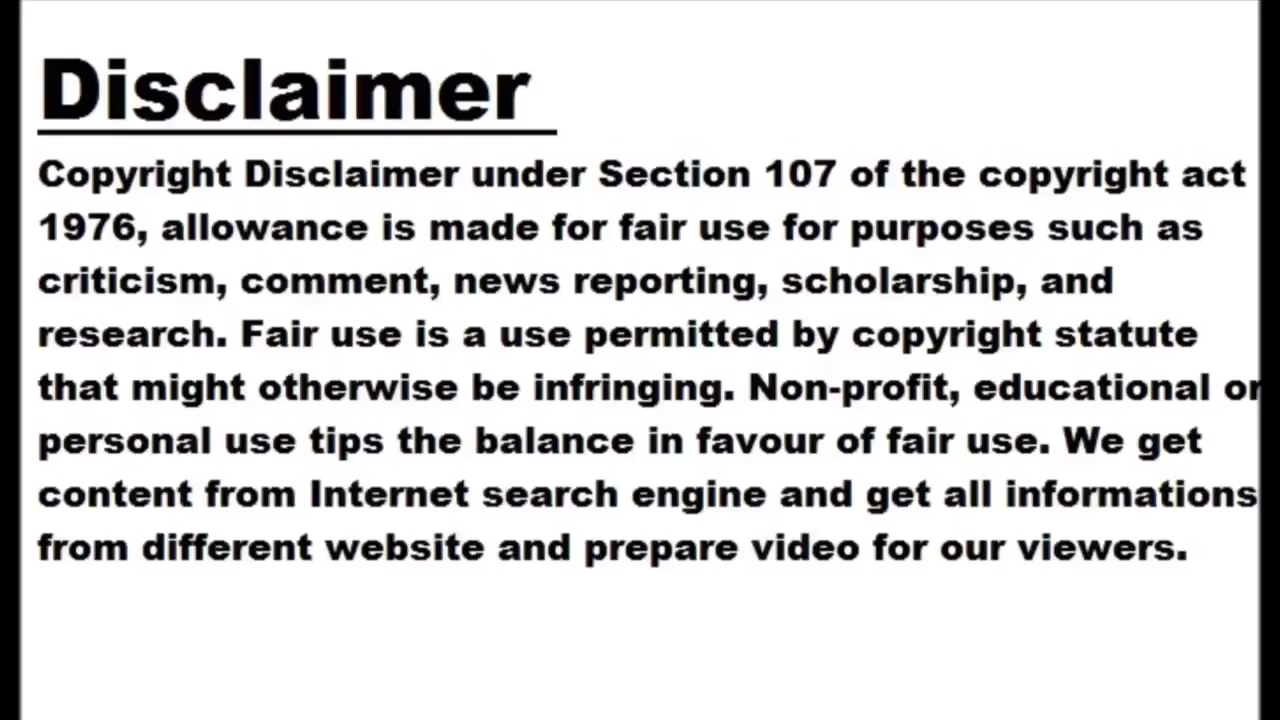 Disclaimer
Copyright Disclaimer under Section 107 of the copyright act
1976, allowance is made for fair use for purposes such as
criticism, comment, news reporting, scholarship, and
research. Fair use is a use permitted by copyright statute
that might otherwise be infringing. Non-profit, educational or
personal use tips the balance in favour of fair use. We get
content from Internet search engine and get all informations
from different website and prepare video for our viewers.